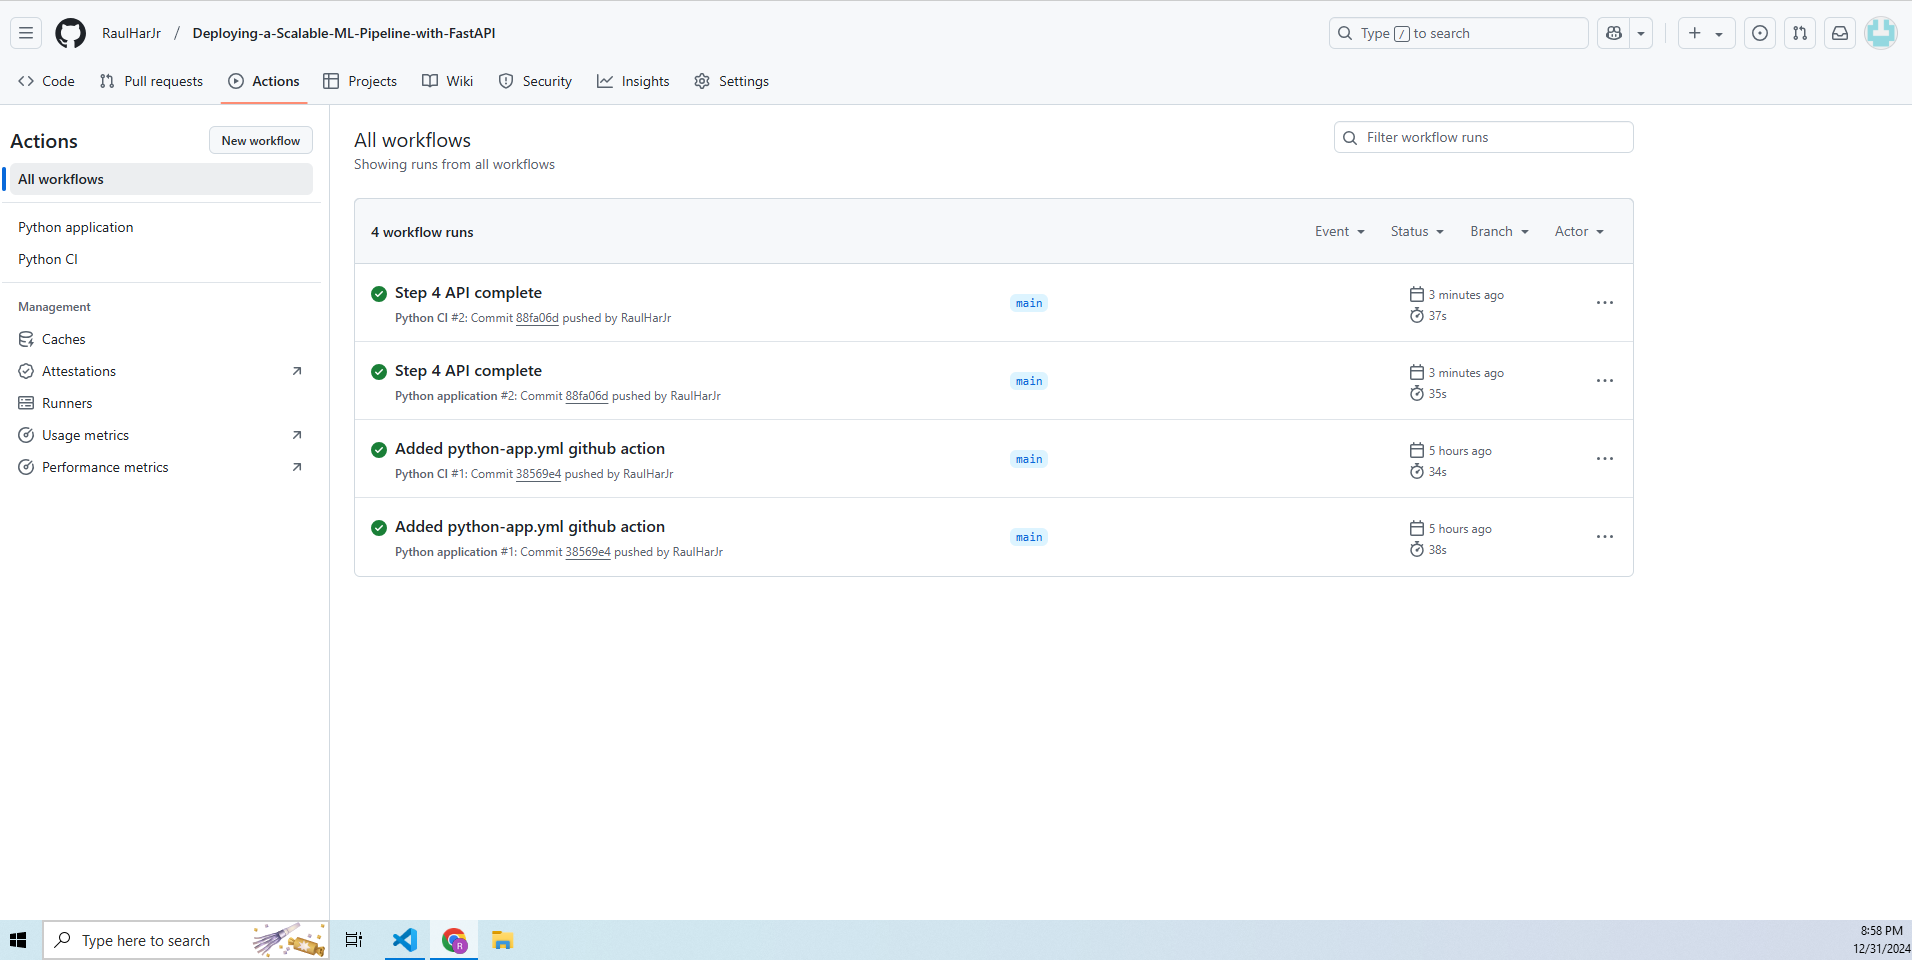 RaulHarJr / Deploying-a-Scalable-ML-Pipeline-with-FastAPI
Type / to search
Code Pull requests Actions Projects Wiki Security Insights Settings
Actions
New workflow
All workflows
Python application
Python CI
Management
Caches
Attestations
Runners
Usage metrics
Performance metrics
All workflows
Showing runs from all workflows
Filter workflow runs
4 workflow runs
Event Status Branch Actor
Step 4 API complete
Python CI #2: Commit 88fa06d pushed by RaulHarJr
main
3 minutes ago
37s
Step 4 API complete
Python application #2: Commit 88fa06d pushed by RaulHarJr
main
3 minutes ago
35s
Added python-app.yml github action
Python CI #1: Commit 38569e4 pushed by RaulHarJr
main
5 hours ago
34s
Added python-app.yml github action
Python application #1: Commit 38569e4 pushed by RaulHarJr
main
5 hours ago
38s
Type here to search
R
8:58 PM
12/31/2024